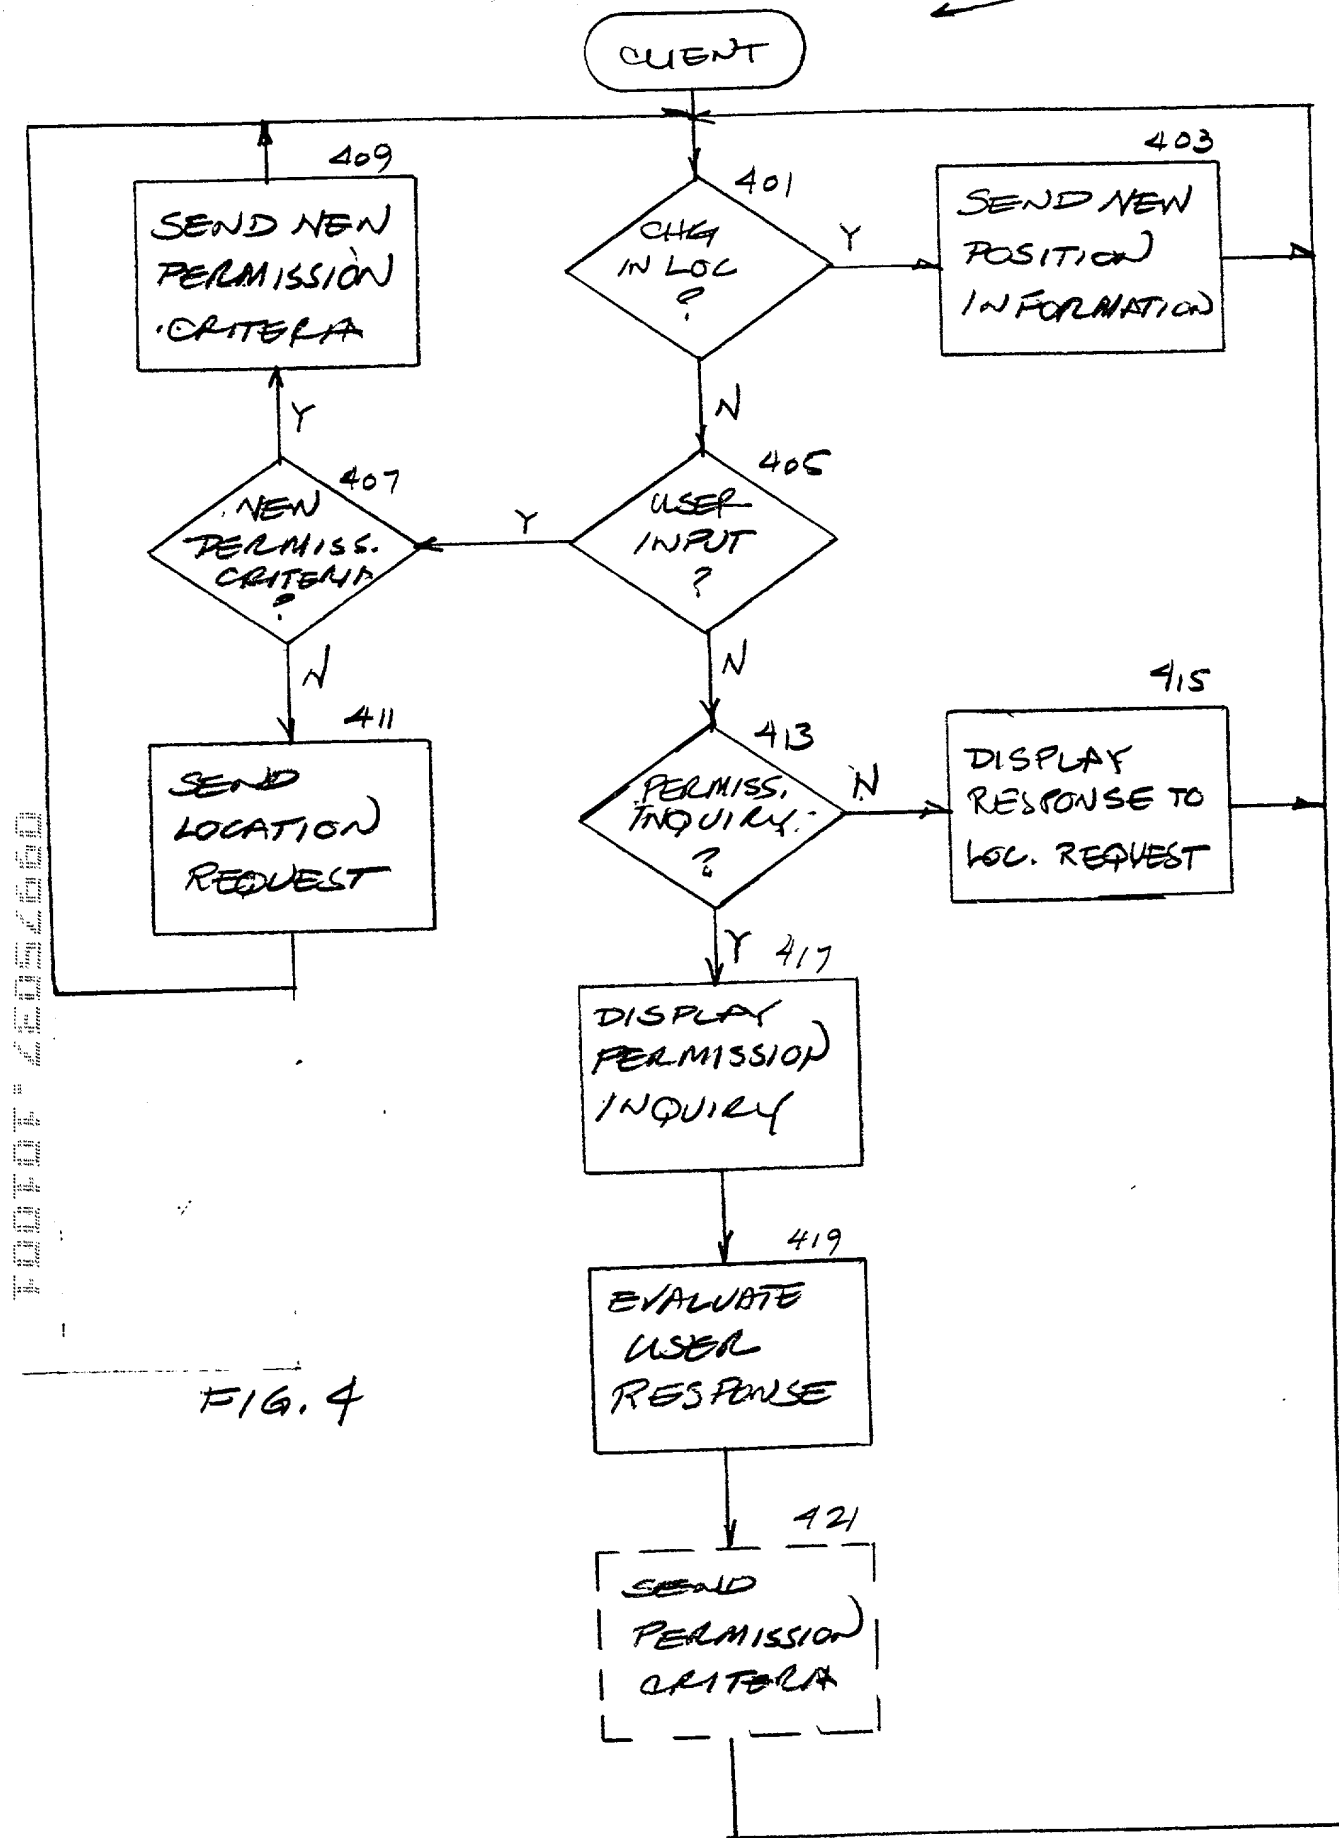 CLIENT
409
SEND NEW
PERMISSION
CRITERIA
401
CHG
IN LOC
?
Y
403
SEND NEW
POSITION
INFORMATION
N
Y
407
NEW
PERMISS.
CRITERIA
?
Y
405
USER
INPUT
?
N
N
411
SEND
LOCATION
REQUEST
413
PERMISS.
INQUIRY
?
N
415
DISPLAY
RESPONSE TO
LOC. REQUEST
Y
417
DISPLAY
PERMISSION
INQUIRY
419
EVALUATE
USER
RESPONSE
421
SEND
PERMISSION
CRITERIA
FIG. 4